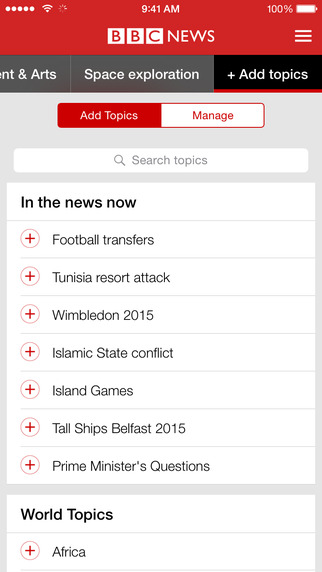 9:41 AM
100%
BBC NEWS
nt & Arts
Space exploration
+ Add topics
Add Topics
Manage
Search topics
In the news now
Football transfers
Tunisia resort attack
Wimbledon 2015
Islamic State conflict
Island Games
Tall Ships Belfast 2015
Prime Minister's Questions
World Topics
Africa